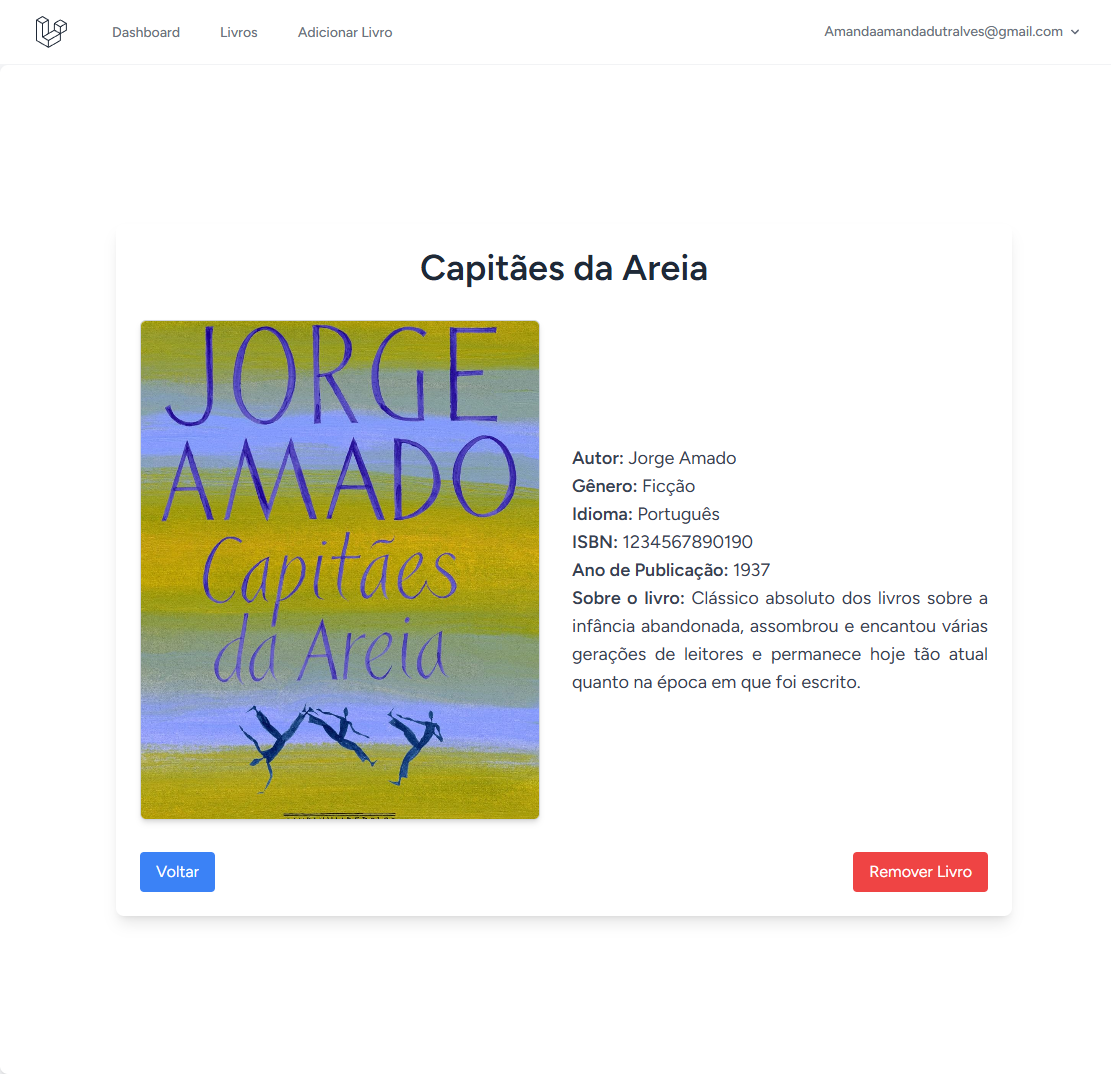 Dashboard
Livros
Adicionar Livro
Amandaamandadutralves@gmail.com
Capitães da Areia
JORGE
AMADO
Capitães
da Areia
Autor: Jorge Amado
Gênero: Ficção
Idioma: Português
ISBN: 1234567890190
Ano de Publicação: 1937
Sobre o livro: Clássico absoluto dos livros sobre a
infância abandonada, assombrou e encantou várias
gerações de leitores e permanece hoje tão atual
quanto na época em que foi escrito.
Voltar
Remover Livro